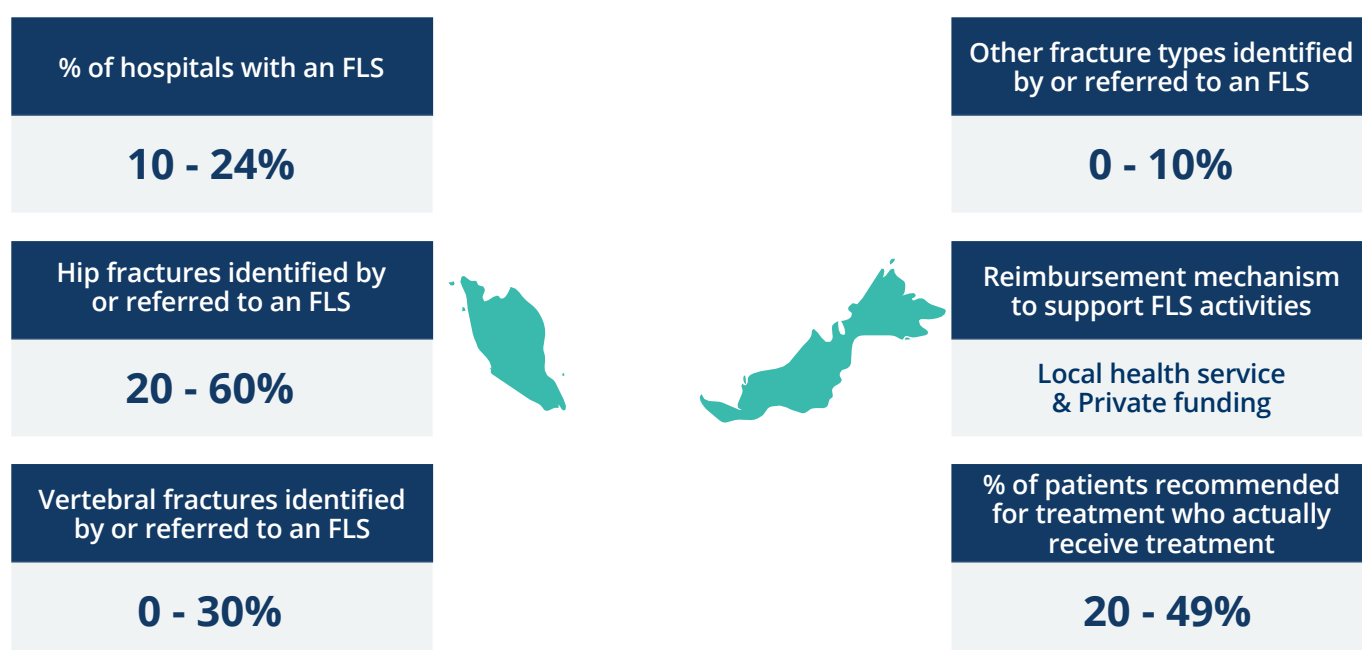 % of hospitals with an FLS
10 - 24%
Hip fractures identified by
or referred to an FLS
20 - 60%
Vertebral fractures identified
by or referred to an FLS
0 - 30%
Other fracture types identified
by or referred to an FLS
0 - 10%
Reimbursement mechanism
to support FLS activities
Local health service
& Private funding
% of patients recommended
for treatment who actually
receive treatment
20 - 49%